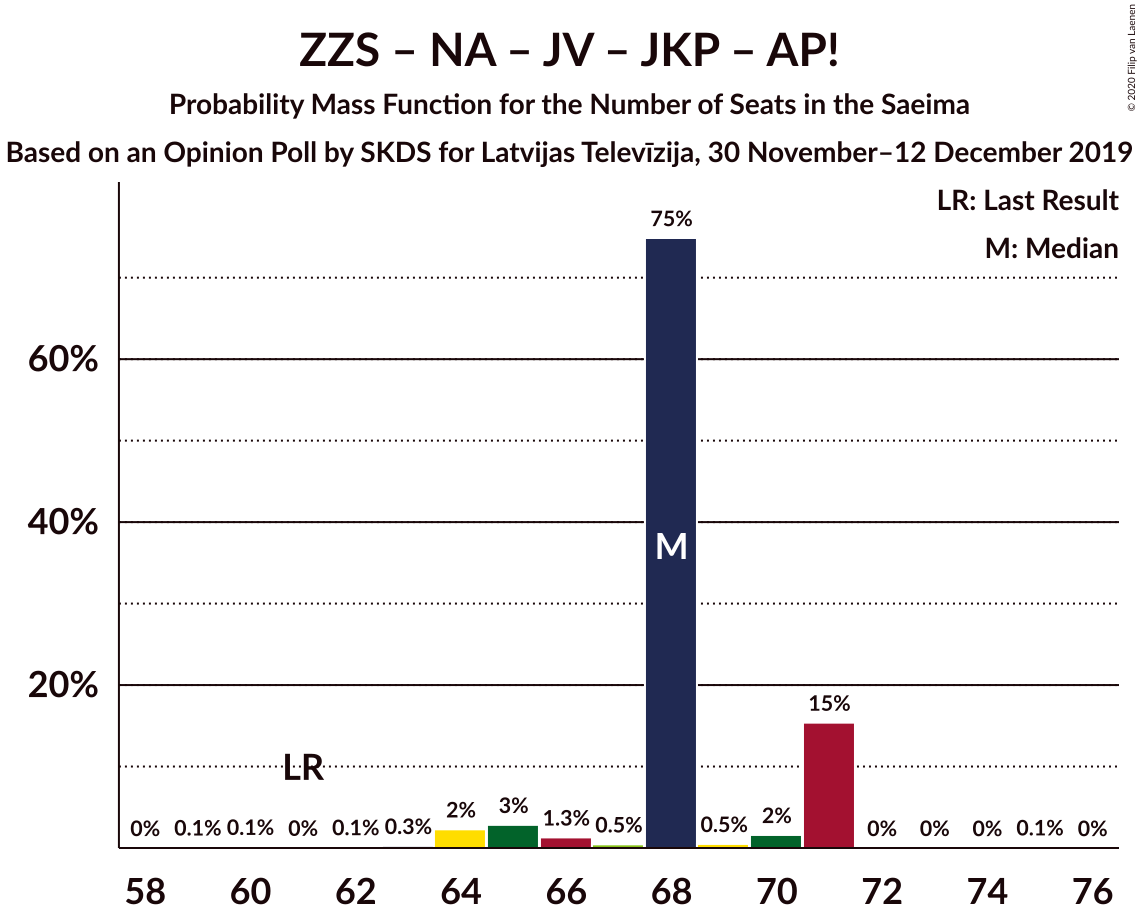 ZZS – NA – JV – JKP – AP!
Probability Mass Function for the Number of Seats in the Saeima
Based on an Opinion Poll by SKDS for Latvijas Televīzija, 30 November–12 December 2019
© 2020 Filip van Laenen
LR: Last Result
M: Median
75%
60%
40%
M
20%
15%
LR
0% 0.1% 0.1% 0% 0.1% 0.3% 2% 3% 1.3% 0.5% 0.5% 2% 0% 0% 0% 0.1% 0%
58 60 62 64 66 68 70 72 74 76